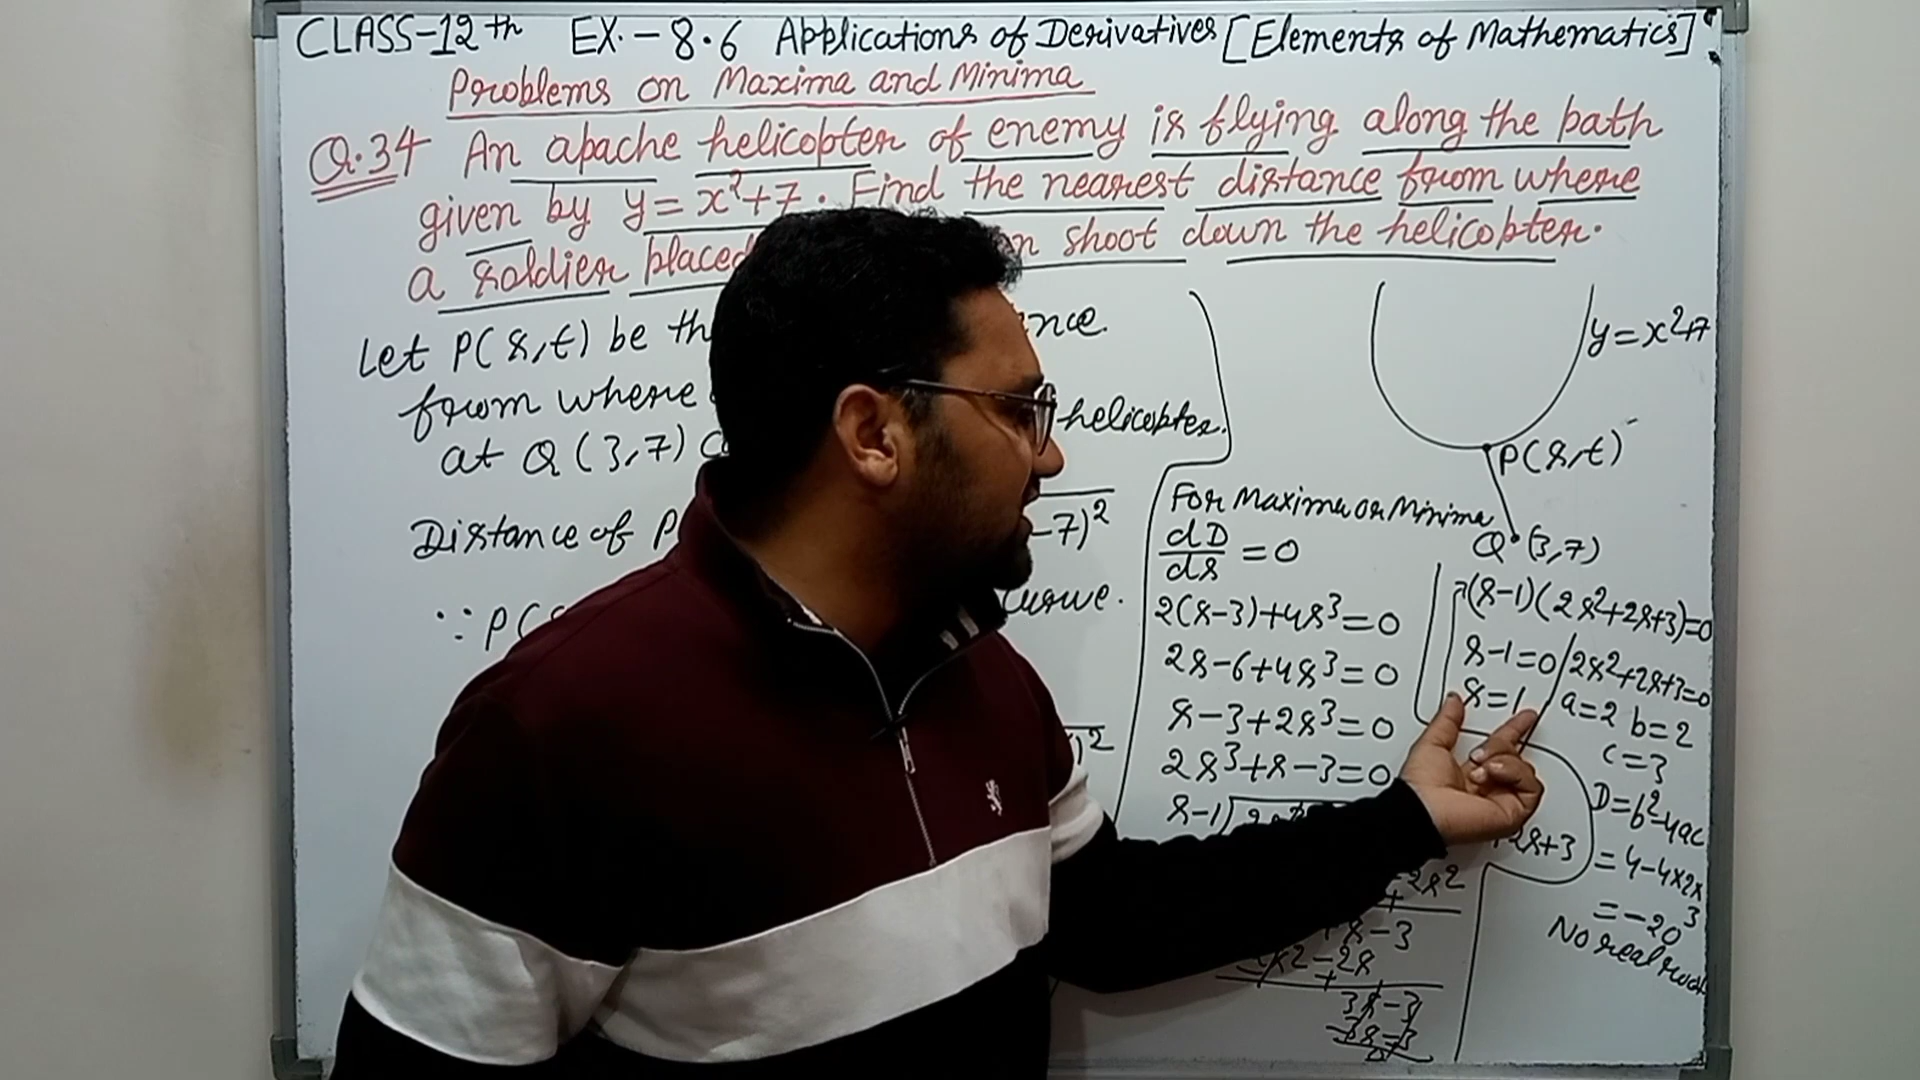 CLASS-12th EX.-8.6 Applications of Derivatives [Elements of Mathematics]
Problems on Maxima and Minima
Q.34 An apache helicopter of enemy is flying along the path
given by y=x²+7. Find the nearest distance from where
a soldier placed shoot down the helicopter.
Let P(s,t) be
from where helicopter.
at Q(3,7)
Distance of P -7)²
∵ P( curve.
)²
For Maxima or Minima
dD/ds = 0
2(s-3)+4s³=0
2s-6+4s³=0
s-3+2s³=0
2s³+s-3=0
s-1)
-2s²
+s-3
-2s
3s-3
3s-3
0
y=x²+7
P(s,t)
Q (3,7)
(s-1)(2s²+2s+3)=0
s-1=0 2s²+2s+3=0
s=1 a=2 b=2
c=3
D=b²-4ac
+2s+3 =4-4×2×3
=-20
No real root